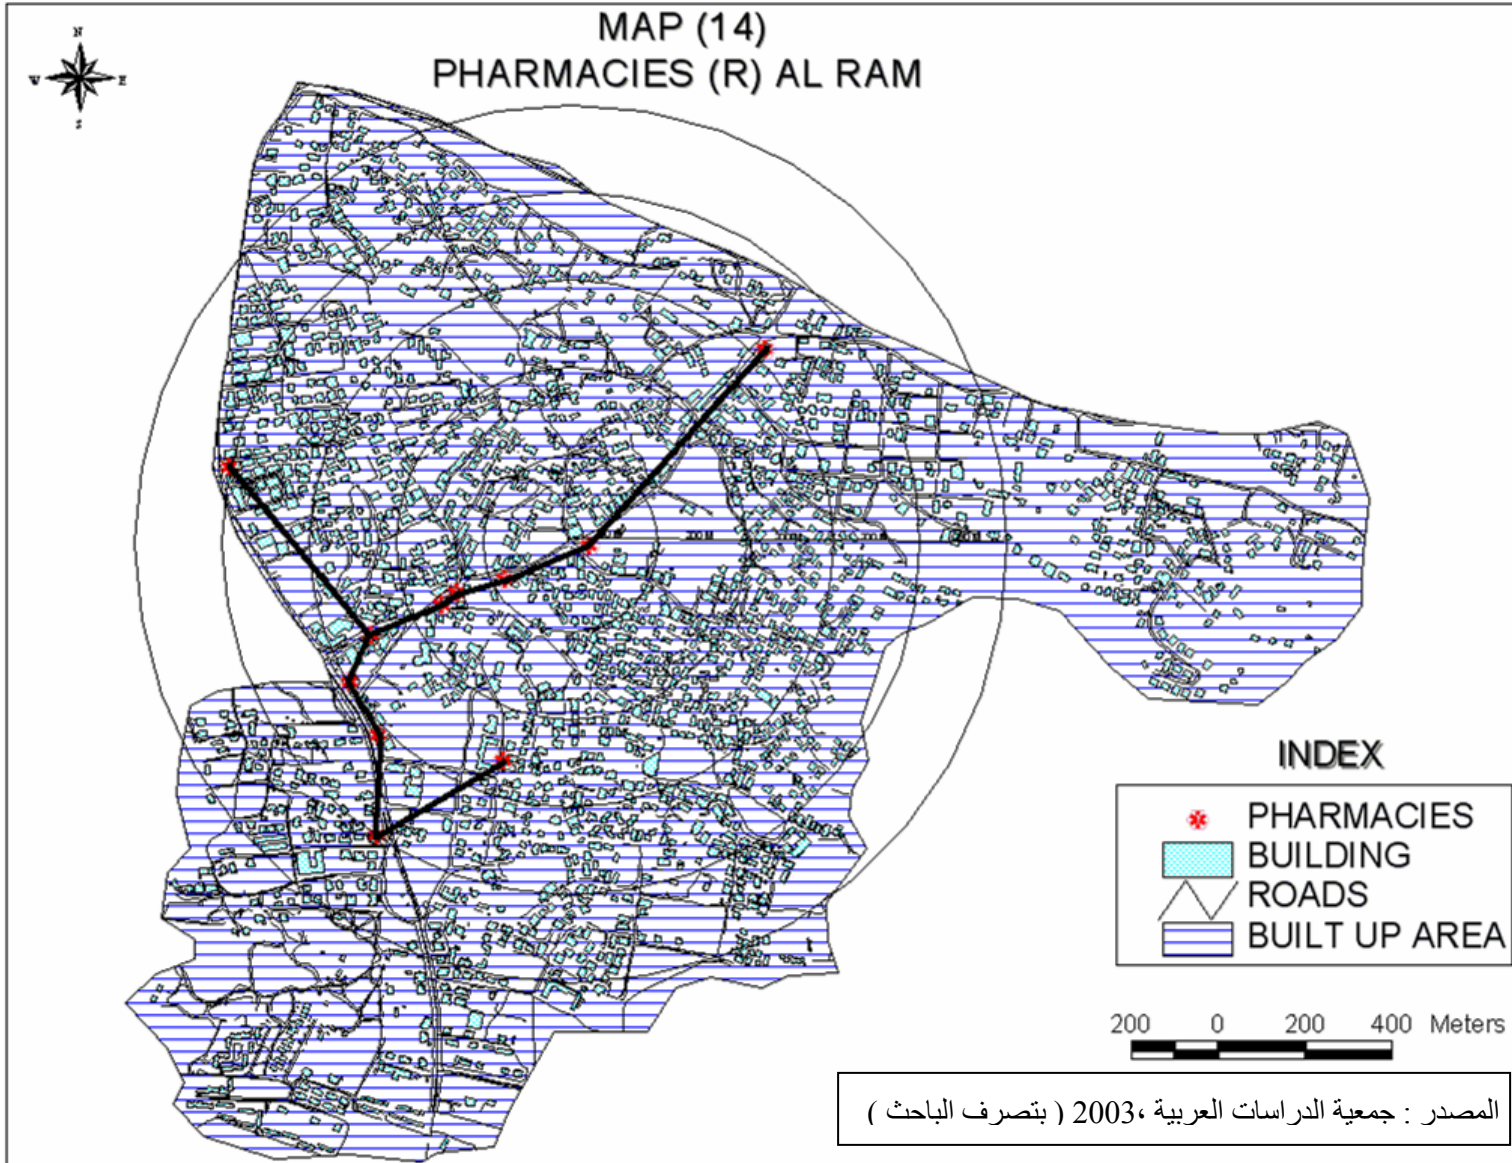 MAP (14)
PHARMACIES (R) AL RAM
N
W E
S
200 M
INDEX
PHARMACIES
BUILDING
ROADS
BUILT UP AREA
200 0 200 400 Meters
المصدر : جمعية الدراسات العربية ،2003 ( بتصرف الباحث )